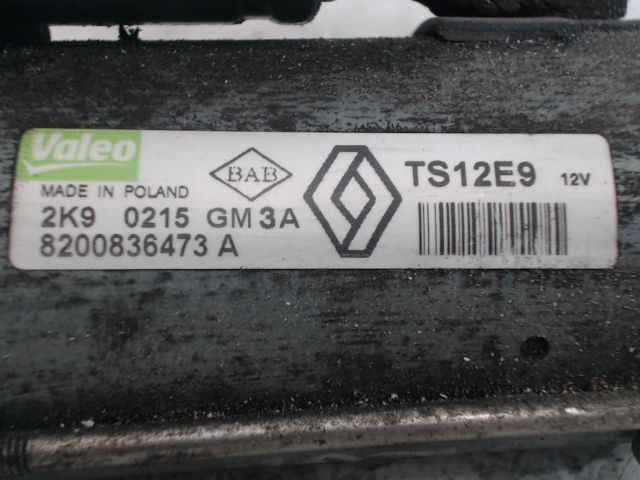 Valeo
MADE IN POLAND
BAB
TS12E9 12V
2K9 0215 GM 3A
8200836473 A